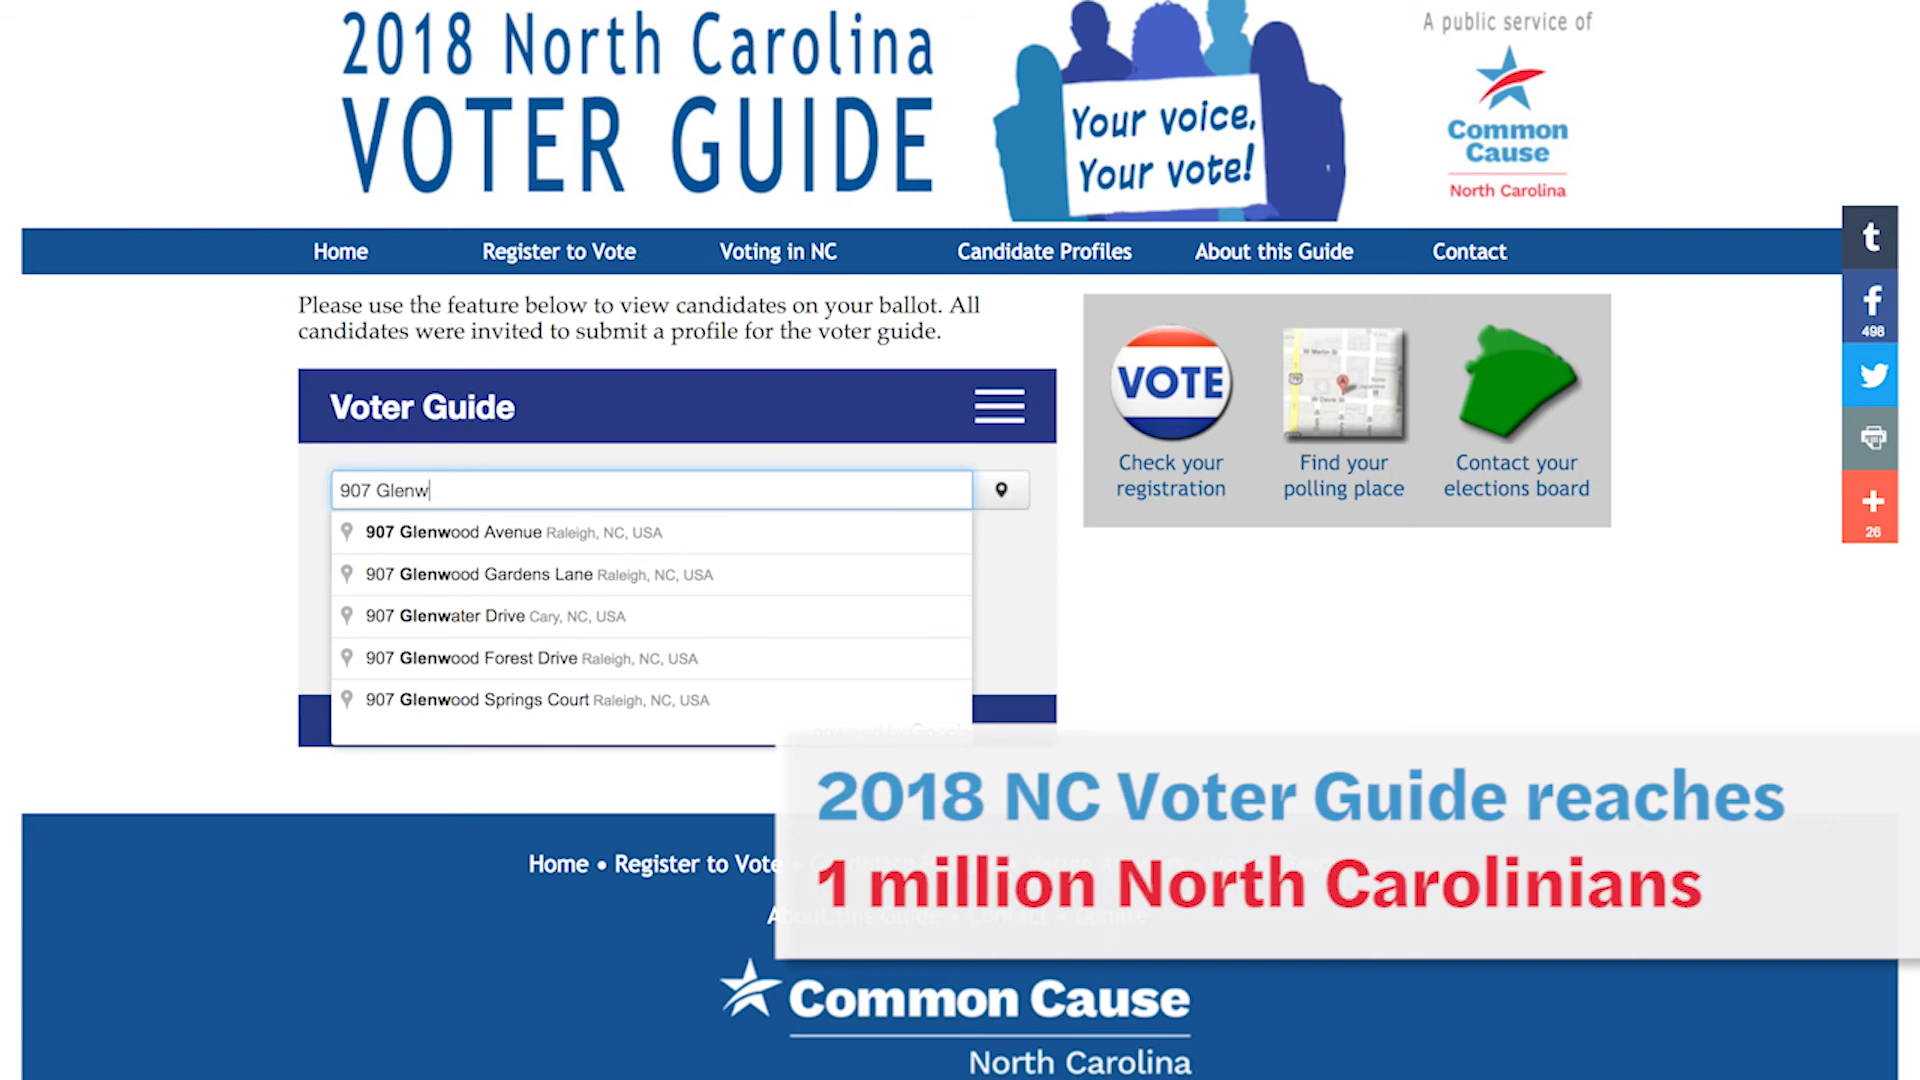 2018 North Carolina
VOTER GUIDE
Your voice,
Your vote!
A public service of
Common
Cause
North Carolina
Home
Register to Vote
Voting in NC
Candidate Profiles
About this Guide
Contact
t
f
498
26
Please use the feature below to view candidates on your ballot. All
candidates were invited to submit a profile for the voter guide.
Voter Guide
907 Glenw
907 Glenwood Avenue Raleigh, NC, USA
907 Glenwood Gardens Lane Raleigh, NC, USA
907 Glenwater Drive Cary, NC, USA
907 Glenwood Forest Drive Raleigh, NC, USA
907 Glenwood Springs Court Raleigh, NC, USA
VOTE
Check your
registration
Find your
polling place
Contact your
elections board
2018 NC Voter Guide reaches
1 million North Carolinians
Home • Register to Vote
About this Guide • Contact • Donate
Common Cause
North Carolina